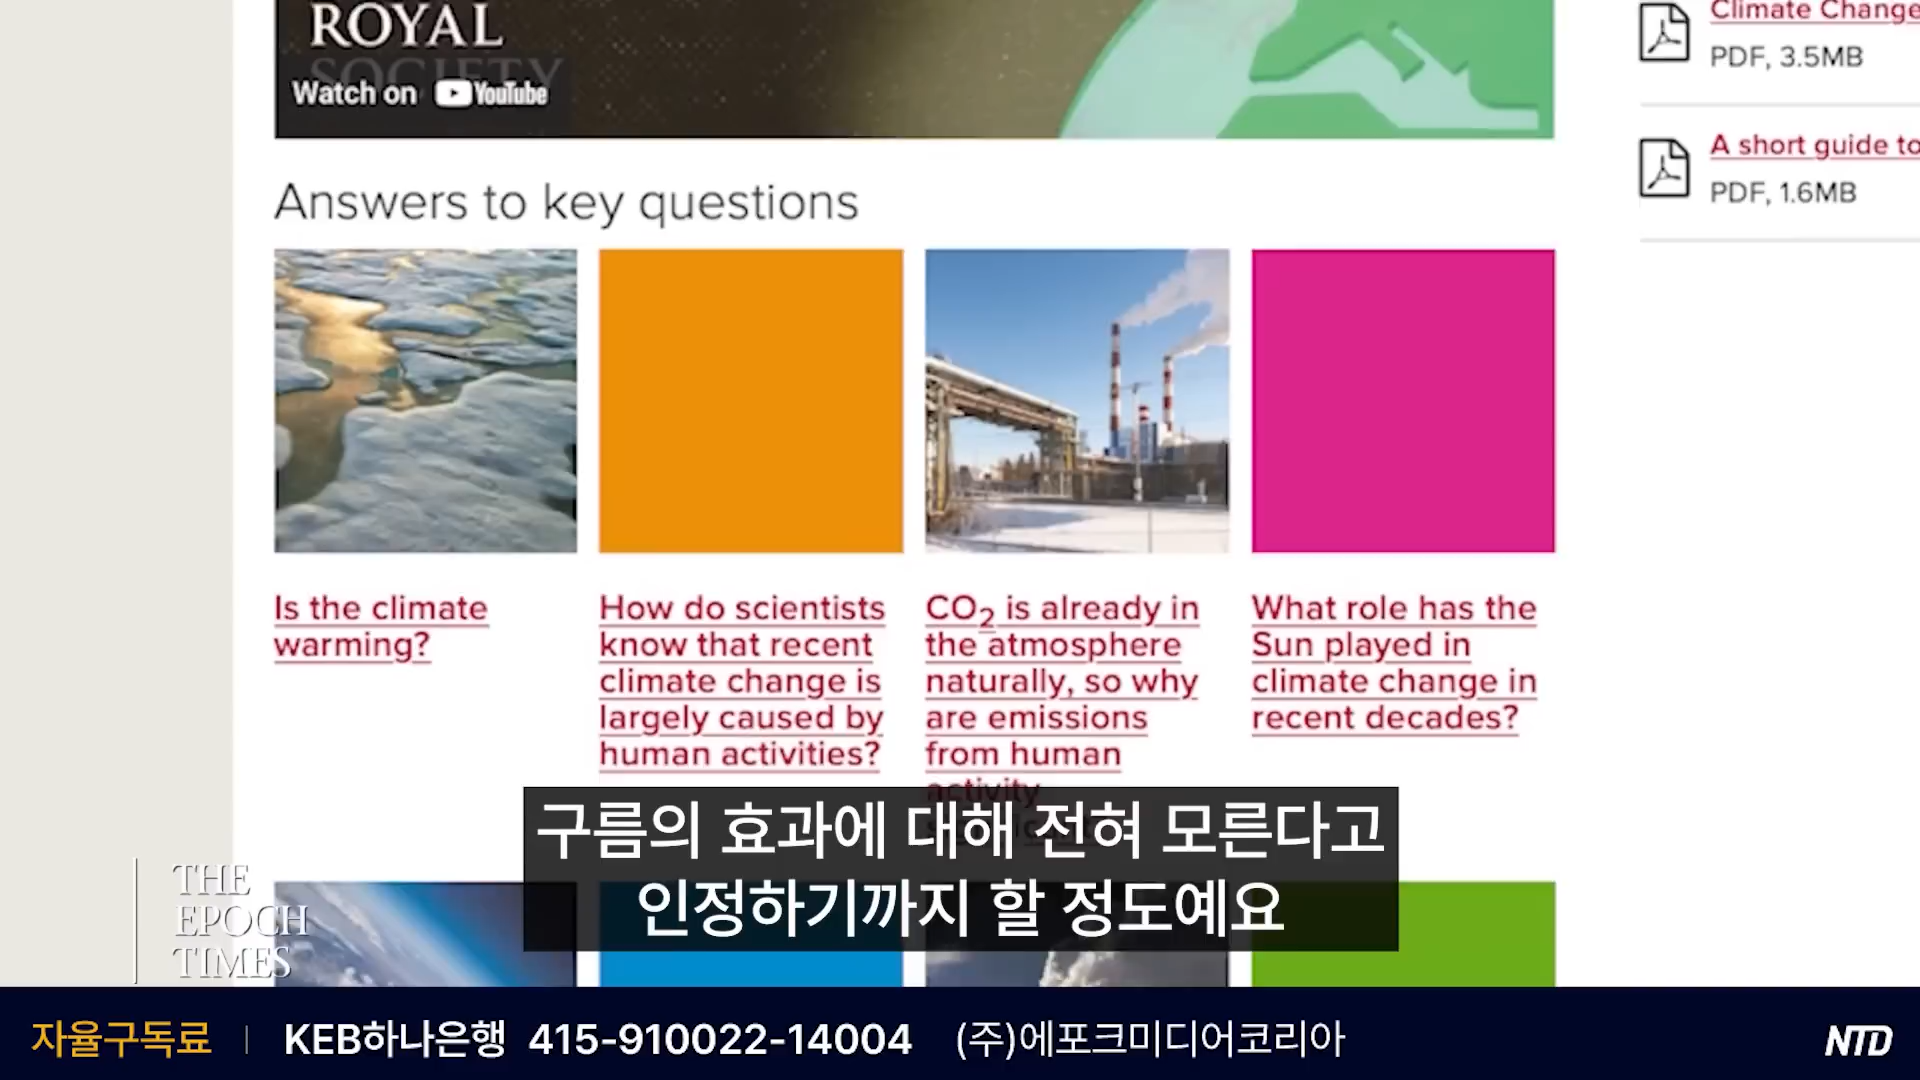 ROYAL
SOCIETY
Watch on YouTube
Climate Change
PDF, 3.5MB
A short guide to
PDF, 1.6MB
Answers to key questions
Is the climate
warming?
How do scientists
know that recent
climate change is
largely caused by
human activities?
CO2 is already in
the atmosphere
naturally, so why
are emissions
from human
activity
What role has the
Sun played in
climate change in
recent decades?
구름의 효과에 대해 전혀 모른다고
인정하기까지 할 정도예요
THE
EPOCH
TIMES
자율구독료 | KEB하나은행 415-910022-14004 (주)에포크미디어코리아
NTD